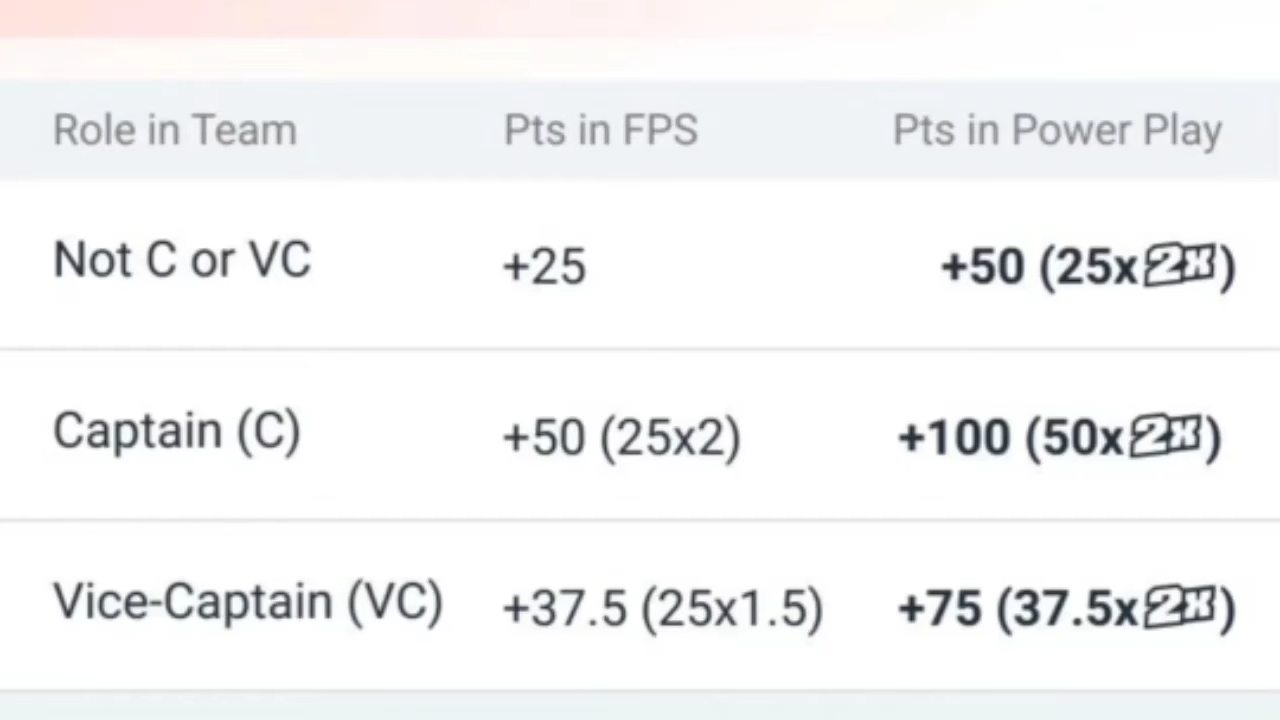 Role in Team Pts in FPS Pts in Power Play
Not C or VC +25 +50 (25x2x)
Captain (C) +50 (25x2) +100 (50x2x)
Vice-Captain (VC) +37.5 (25x1.5) +75 (37.5x2x)